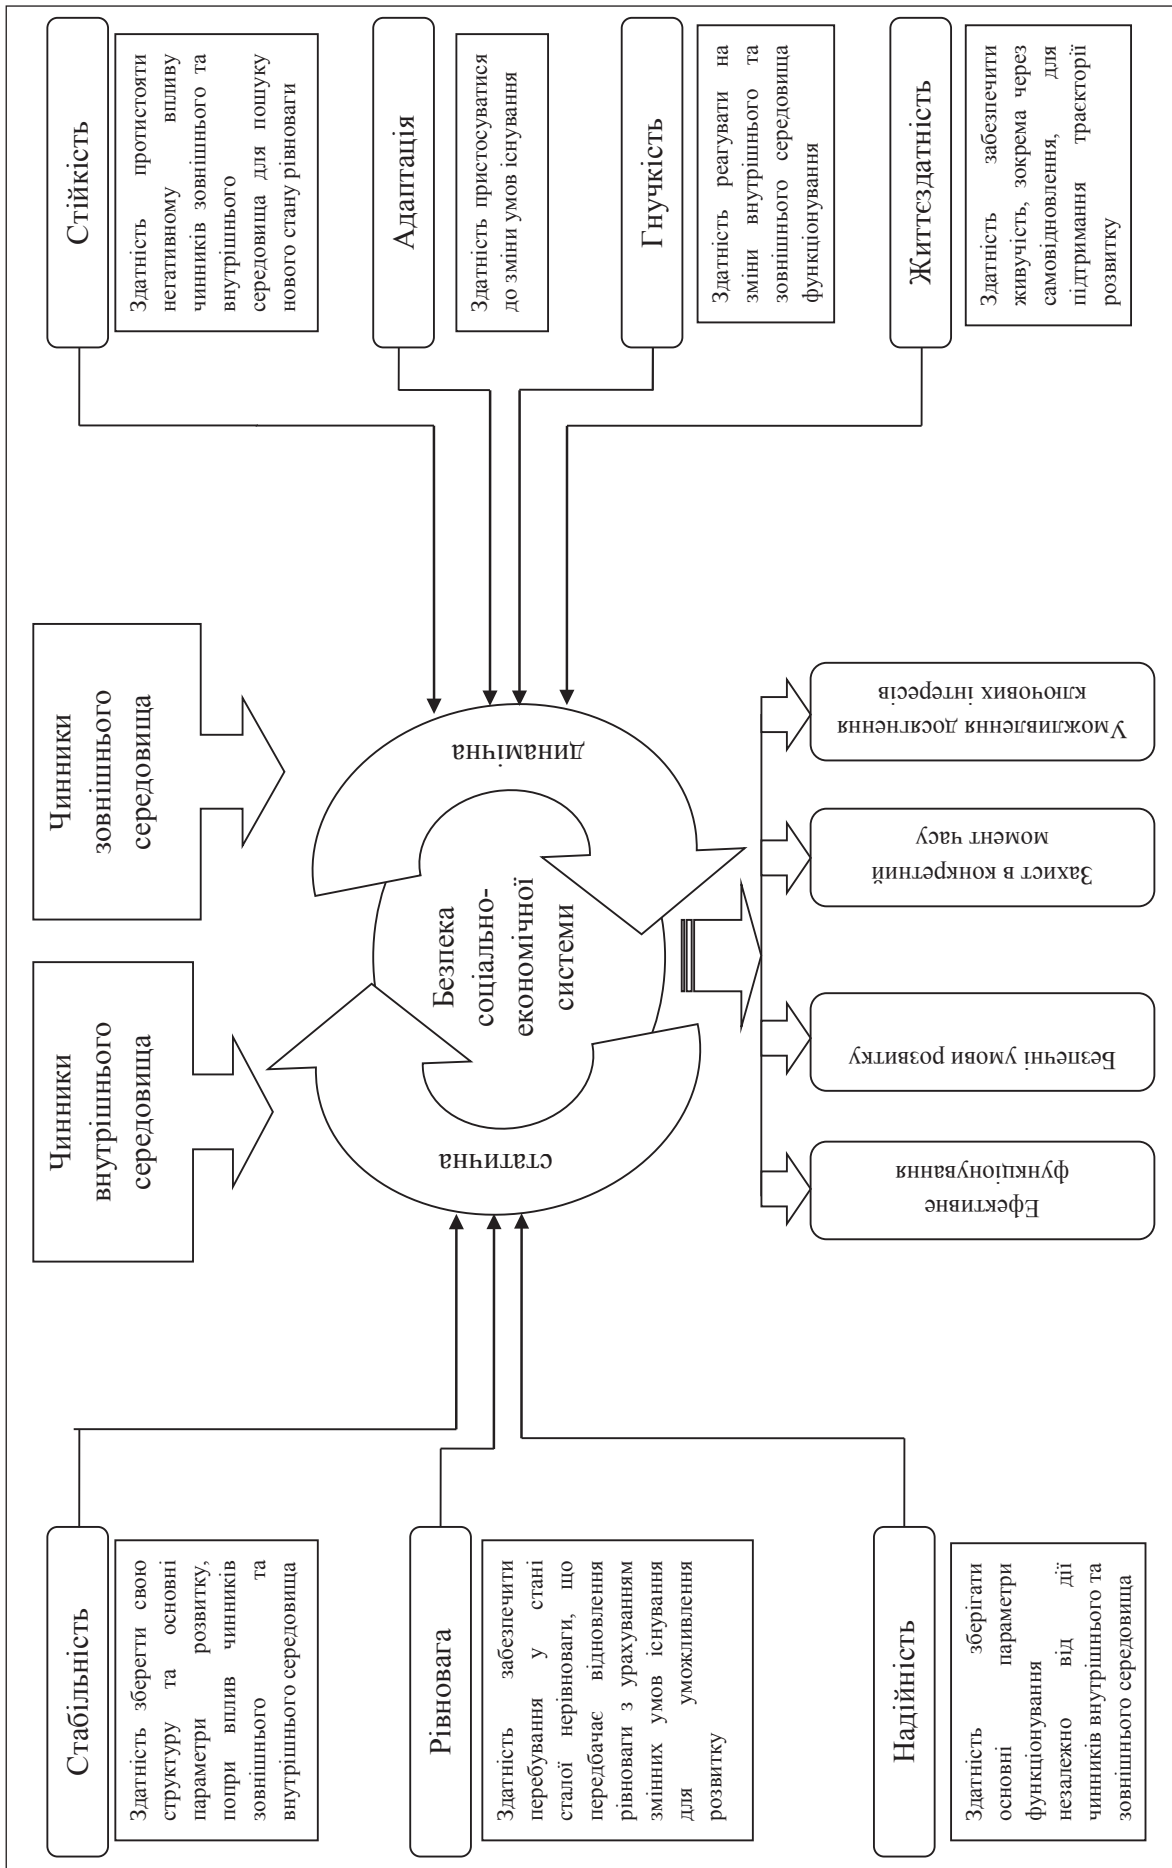 Чинники
внутрішнього
середовища
Чинники
зовнішнього
середовища
Стабільність
Здатність зберегти свою
структуру та основні
параметри розвитку,
попри вплив чинників
зовнішнього та
внутрішнього середовища
Рівновага
Здатність забезпечити
перебування у стані
сталої нерівноваги, що
передбачає відновлення
рівноваги з урахуванням
змінних умов існування
для уможливлення
розвитку
Надійність
Здатність зберігати
основні параметри
функціонування
незалежно від дії
чинників внутрішнього та
зовнішнього середовища
статична
Безпека
соціально-
економічної
системи
динамічна
Стійкість
Здатність протистояти
негативному впливу
чинників зовнішнього та
внутрішнього
середовища для пошуку
нового стану рівноваги
Адаптація
Здатність пристосуватися
до зміни умов існування
Гнучкість
Здатність реагувати на
зміни внутрішнього та
зовнішнього середовища
функціонування
Життєздатність
Здатність забезпечити
живучість, зокрема через
самовідновлення, для
підтримання траєкторії
розвитку
Ефективне
функціонування
Безпечні умови розвитку
Захист в конкретний
момент часу
Уможливлення досягнення
ключових інтересів